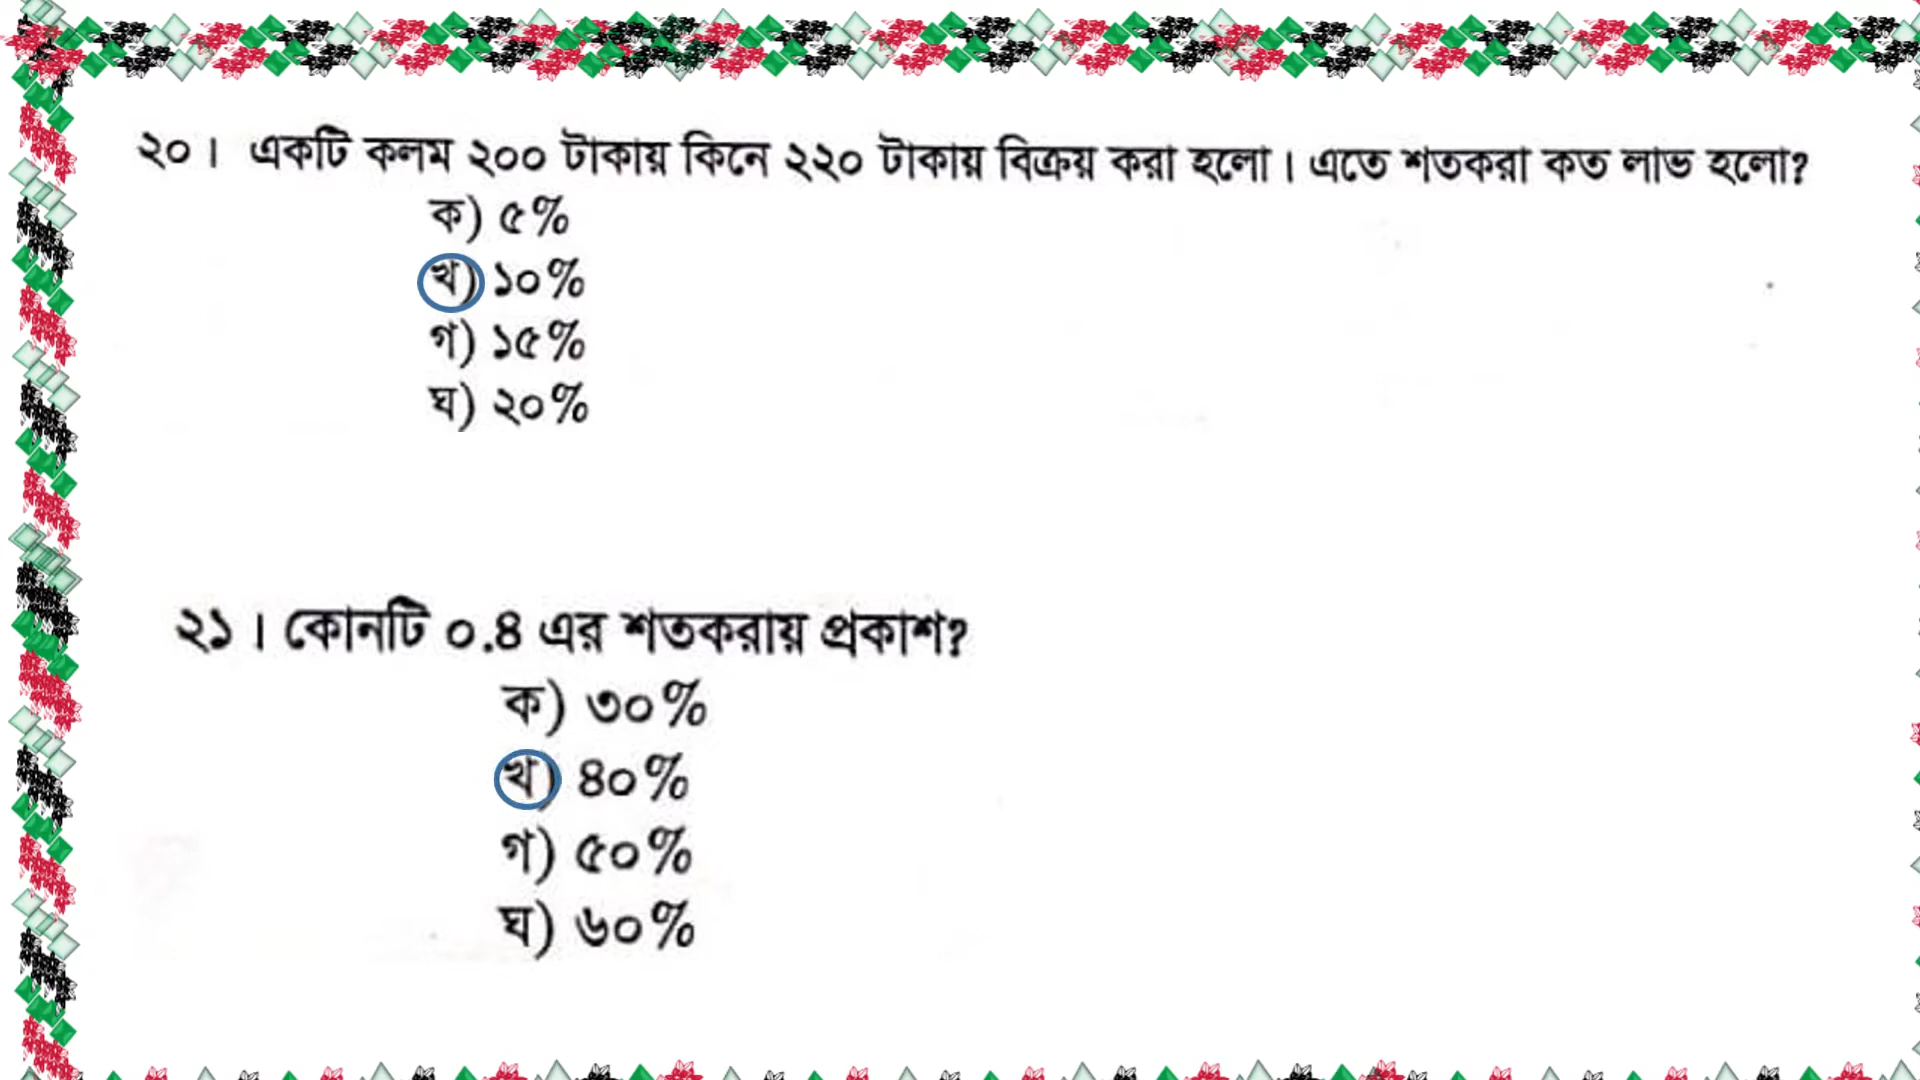 ২০। একটি কলম ২০০ টাকায় কিনে ২২০ টাকায় বিক্রয় করা হলো। এতে শতকরা কত লাভ হলো?
ক) ৫%
খ) ১০%
গ) ১৫%
ঘ) ২০%
২১। কোনটি ০.৪ এর শতকরায় প্রকাশ?
ক) ৩০%
খ) ৪০%
গ) ৫০%
ঘ) ৬০%